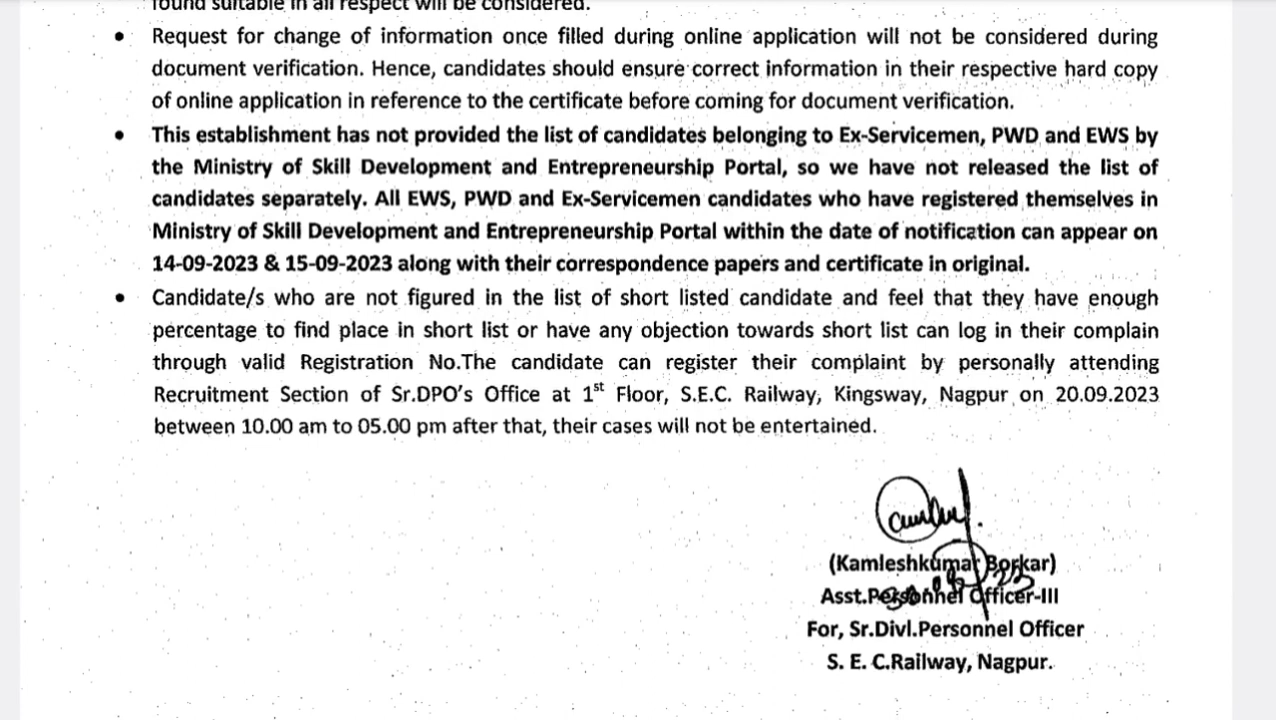 found suitable in all respect will be considered.
• Request for change of information once filled during online application will not be considered during
document verification. Hence, candidates should ensure correct information in their respective hard copy
of online application in reference to the certificate before coming for document verification.
• This establishment has not provided the list of candidates belonging to Ex-Servicemen, PWD and EWS by
the Ministry of Skill Development and Entrepreneurship Portal, so we have not released the list of
candidates separately. All EWS, PWD and Ex-Servicemen candidates who have registered themselves in
Ministry of Skill Development and Entrepreneurship Portal within the date of notification can appear on
14-09-2023 & 15-09-2023 along with their correspondence papers and certificate in original.
• Candidate/s who are not figured in the list of short listed candidate and feel that they have enough
percentage to find place in short list or have any objection towards short list can log in their complain
through valid Registration No.The candidate can register their complaint by personally attending
Recruitment Section of Sr.DPO's Office at 1st Floor, S.E.C. Railway, Kingsway, Nagpur on 20.09.2023
between 10.00 am to 05.00 pm after that, their cases will not be entertained.
(Kamleshkumar Borkar)
Asst.Personnel Officer-III
For, Sr.Divl.Personnel Officer
S. E. C.Railway, Nagpur.